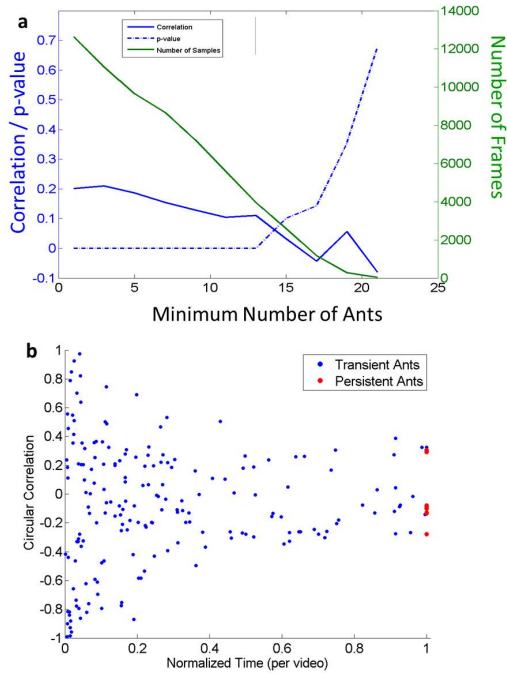 a
Correlation
p-value
Number of Samples
0.7
0.6
0.5
0.4
0.3
0.2
0.1
0
-0.1
Correlation / p-value
14000
12000
10000
8000
6000
4000
2000
0
Number of Frames
0 5 10 15 20 25
Minimum Number of Ants
b
Transient Ants
Persistent Ants
1
0.8
0.6
0.4
0.2
0
-0.2
-0.4
-0.6
-0.8
-1
Circular Correlation
0 0.2 0.4 0.6 0.8 1
Normalized Time (per video)